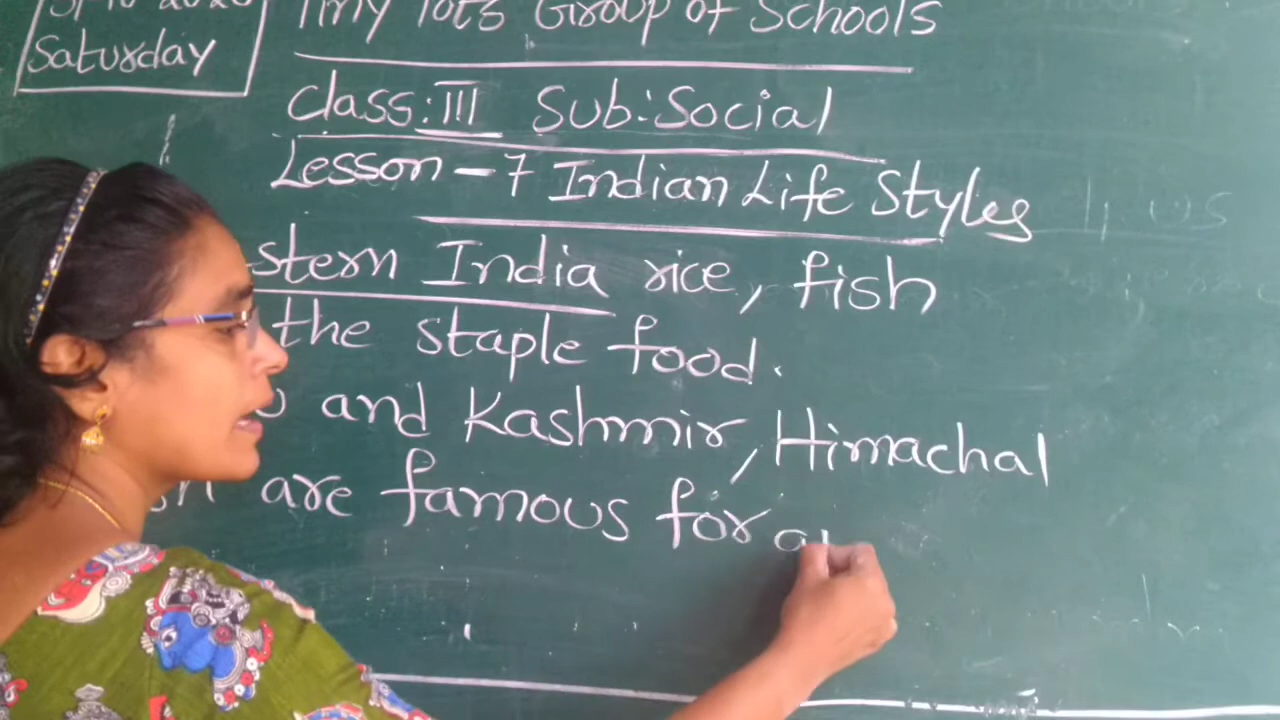 Saturday
Tiny Tots Group of Schools
Class:III Sub:Social
Lesson-7 Indian Life Styles
stern India rice, fish
the staple food.
and Kashmir, Himachal
sh are famous for a